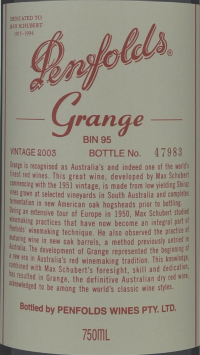 DEDICATED TO
MAX SCHUBERT
1915-1994
Penfolds®
Grange
BIN 95
VINTAGE 2003 BOTTLE No. 47983
Grange is recognised as Australia's and indeed one of the world's
finest red wines. This great wine, developed by Max Schubert
commencing with the 1951 vintage, is made from low yielding Shiraz
vines grown at selected vineyards in South Australia and completes
fermentation in new American oak hogsheads prior to bottling.
During an extensive tour of Europe in 1950, Max Schubert studied
winemaking practices that have now become an integral part of
Penfolds' winemaking technique. He also observed the practice of
maturing wine in new oak barrels, a method previously untried in
Australia. The development of Grange represented the beginning of
a new era in Australia's red winemaking tradition. This knowledge,
combined with Max Schubert's foresight, skill and dedication,
has resulted in Grange, the definitive Australian dry red wine,
acknowledged to be among the world's classic wine styles.
Bottled by PENFOLDS WINES PTY. LTD.
750ML